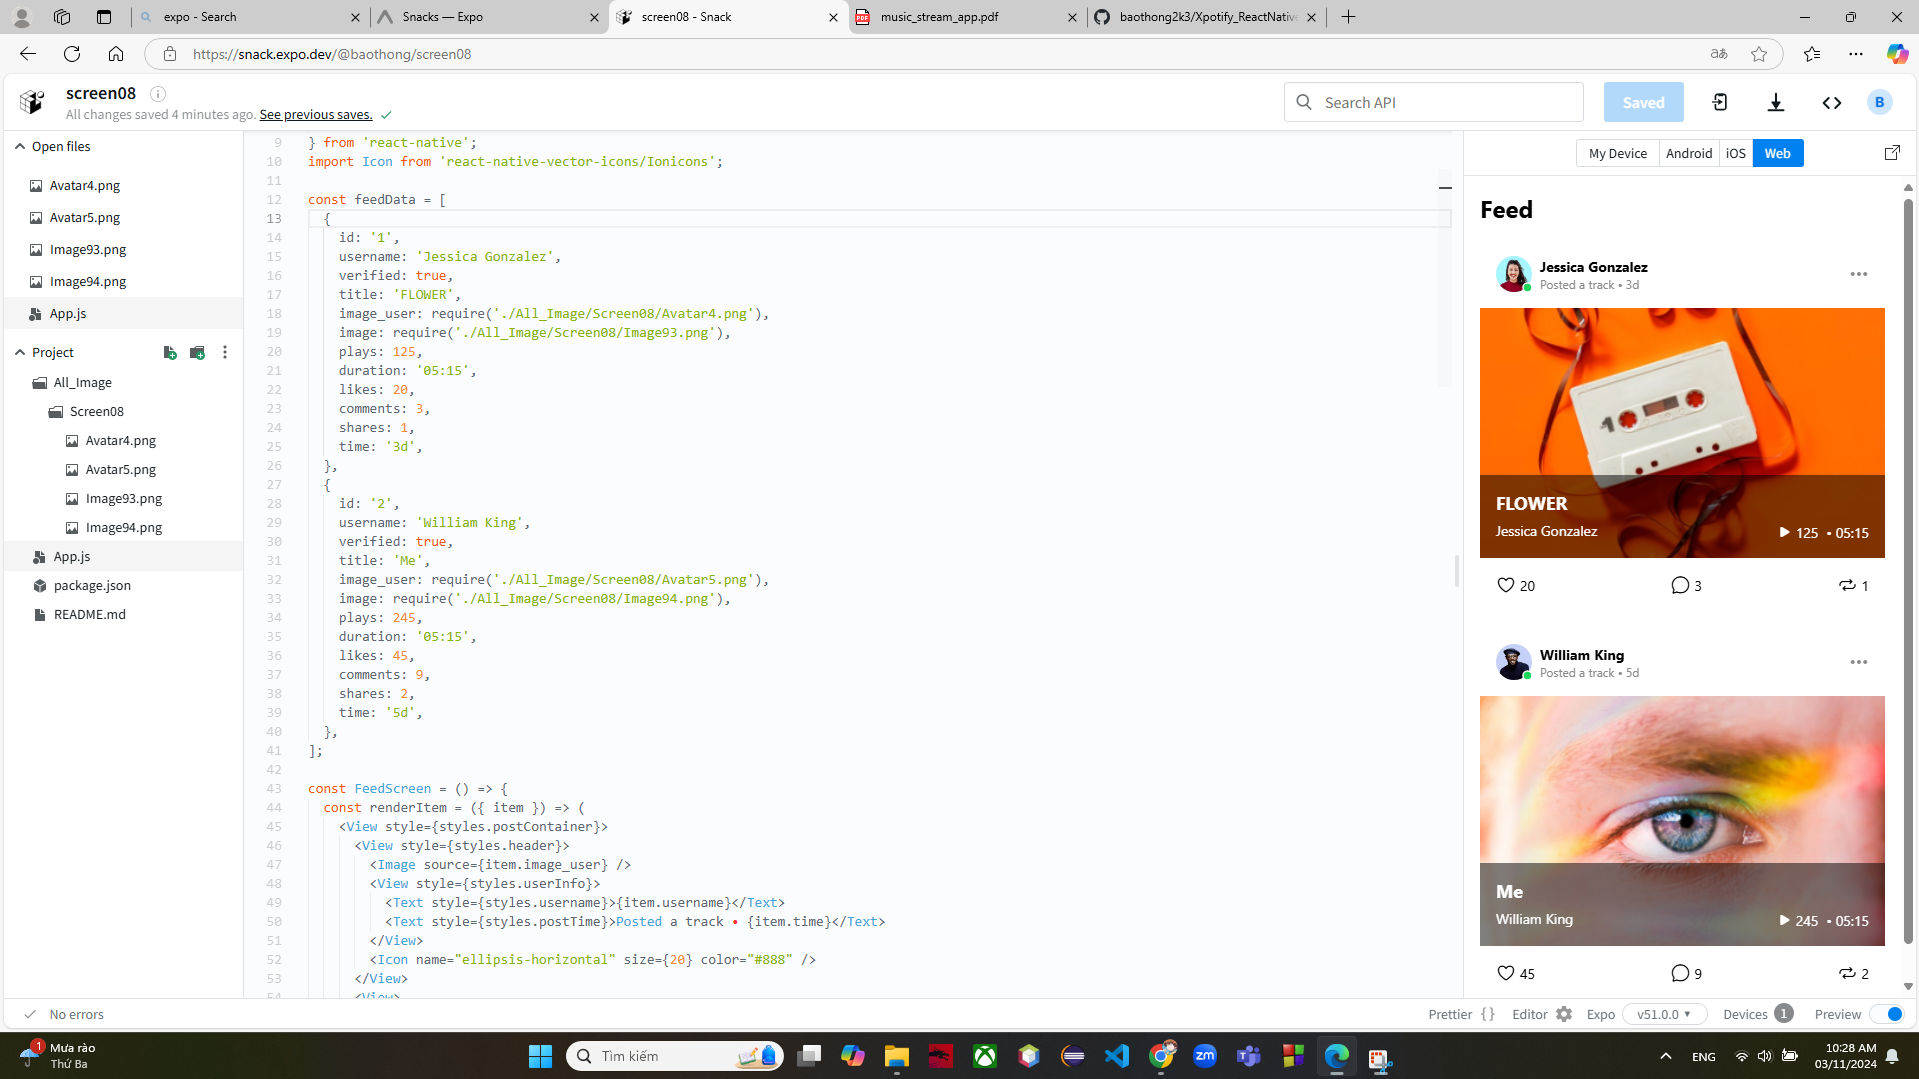 expo - Search
Snacks — Expo
screen08 - Snack
music_stream_app.pdf
baothong2k3/Xpotify_ReactNative
https://snack.expo.dev/@baothong/screen08
screen08
All changes saved 4 minutes ago. See previous saves.
Search API
Saved
B
Open files
Avatar4.png
Avatar5.png
Image93.png
Image94.png
App.js
Project
All_Image
Screen08
Avatar4.png
Avatar5.png
Image93.png
Image94.png
App.js
package.json
README.md
9 } from 'react-native';
10 import Icon from 'react-native-vector-icons/Ionicons';
11
12 const feedData = [
13 {
14 id: '1',
15 username: 'Jessica Gonzalez',
16 verified: true,
17 title: 'FLOWER',
18 image_user: require('./All_Image/Screen08/Avatar4.png'),
19 image: require('./All_Image/Screen08/Image93.png'),
20 plays: 125,
21 duration: '05:15',
22 likes: 20,
23 comments: 3,
24 shares: 1,
25 time: '3d',
26 },
27 {
28 id: '2',
29 username: 'William King',
30 verified: true,
31 title: 'Me',
32 image_user: require('./All_Image/Screen08/Avatar5.png'),
33 image: require('./All_Image/Screen08/Image94.png'),
34 plays: 245,
35 duration: '05:15',
36 likes: 45,
37 comments: 9,
38 shares: 2,
39 time: '5d',
40 },
41 ];
42
43 const FeedScreen = () => {
44 const renderItem = ({ item }) => (
45 <View style={styles.postContainer}>
46 <View style={styles.header}>
47 <Image source={item.image_user} />
48 <View style={styles.userInfo}>
49 <Text style={styles.username}>{item.username}</Text>
50 <Text style={styles.postTime}>Posted a track • {item.time}</Text>
51 </View>
52 <Icon name="ellipsis-horizontal" size={20} color="#888" />
53 </View>
54 <View>
My Device Android iOS Web
Feed
Jessica Gonzalez
Posted a track • 3d
FLOWER
Jessica Gonzalez
125 • 05:15
20 3 1
William King
Posted a track • 5d
Me
William King
245 • 05:15
45 9 2
No errors
Prettier {} Editor Expo v51.0.0 Devices 1 Preview
1
Mưa rào
Thứ Ba
Tìm kiếm
zm
ENG
10:28 AM
03/11/2024